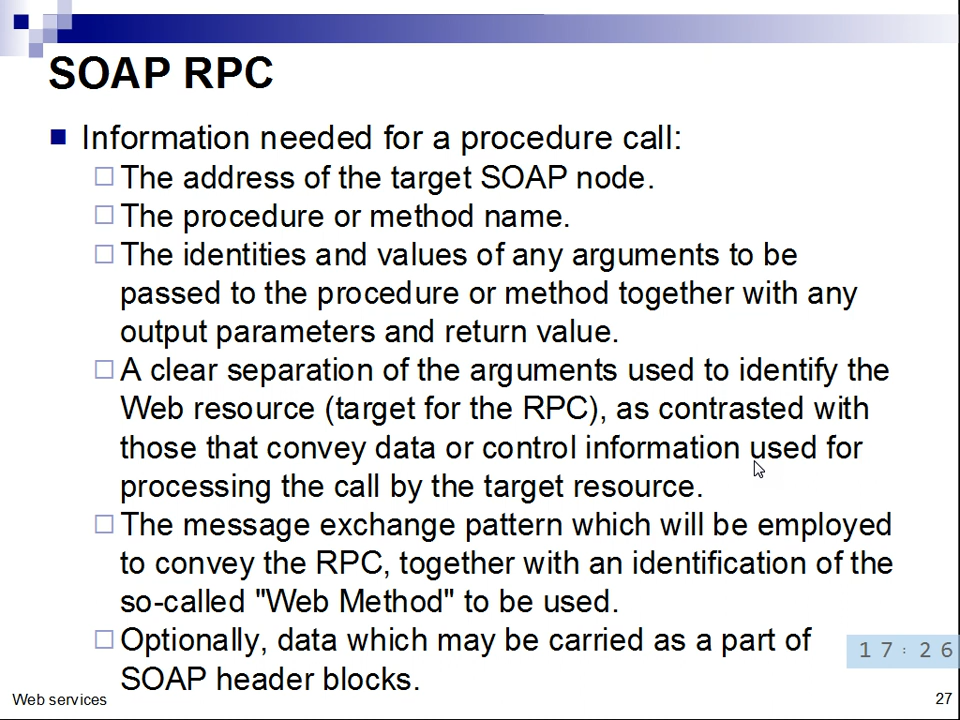 SOAP RPC
Information needed for a procedure call:
The address of the target SOAP node.
The procedure or method name.
The identities and values of any arguments to be
passed to the procedure or method together with any
output parameters and return value.
A clear separation of the arguments used to identify the
Web resource (target for the RPC), as contrasted with
those that convey data or control information used for
processing the call by the target resource.
The message exchange pattern which will be employed
to convey the RPC, together with an identification of the
so-called "Web Method" to be used.
Optionally, data which may be carried as a part of
SOAP header blocks.
17:26
Web services
27